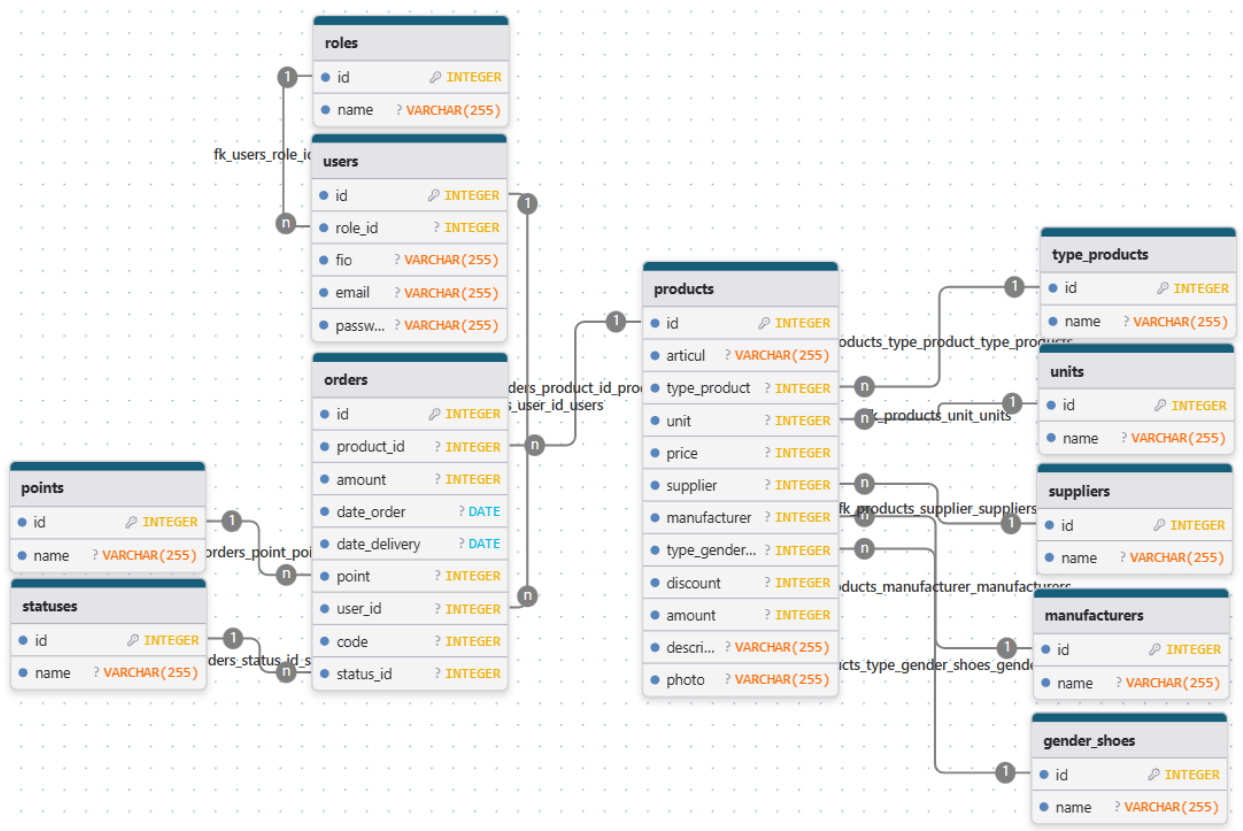 roles
1
id INTEGER
name ? VARCHAR(255)
fk_users_role_id
users
id INTEGER
1
n
role_id ? INTEGER
fio ? VARCHAR(255)
email ? VARCHAR(255)
passw... ? VARCHAR(255)
orders
id INTEGER
product_id ? INTEGER
n
amount ? INTEGER
date_order ? DATE
date_delivery ? DATE
point ? INTEGER
user_id ? INTEGER
n
code ? INTEGER
status_id ? INTEGER
ders_product_id_pro
s_user_id_users
points
id INTEGER
1
name ? VARCHAR(255)
orders_point_poi
n
statuses
id INTEGER
1
name ? VARCHAR(255)
ders_status_id_s
n
products
1
id INTEGER
articul ? VARCHAR(255)
type_product ? INTEGER
n
unit ? INTEGER
n
price ? INTEGER
supplier ? INTEGER
n
manufacturer ? INTEGER
n
type_gender... ? INTEGER
n
discount ? INTEGER
amount ? INTEGER
descri... ? VARCHAR(255)
photo ? VARCHAR(255)
oducts_type_product_type_products
k_products_unit_units
fk_products_supplier_suppliers
oducts_manufacturer_manufacturers
ucts_type_gender_shoes_gende
type_products
1
id INTEGER
name ? VARCHAR(255)
units
1
id INTEGER
name ? VARCHAR(255)
suppliers
1
id INTEGER
name ? VARCHAR(255)
manufacturers
1
id INTEGER
name ? VARCHAR(255)
gender_shoes
1
id INTEGER
name ? VARCHAR(255)